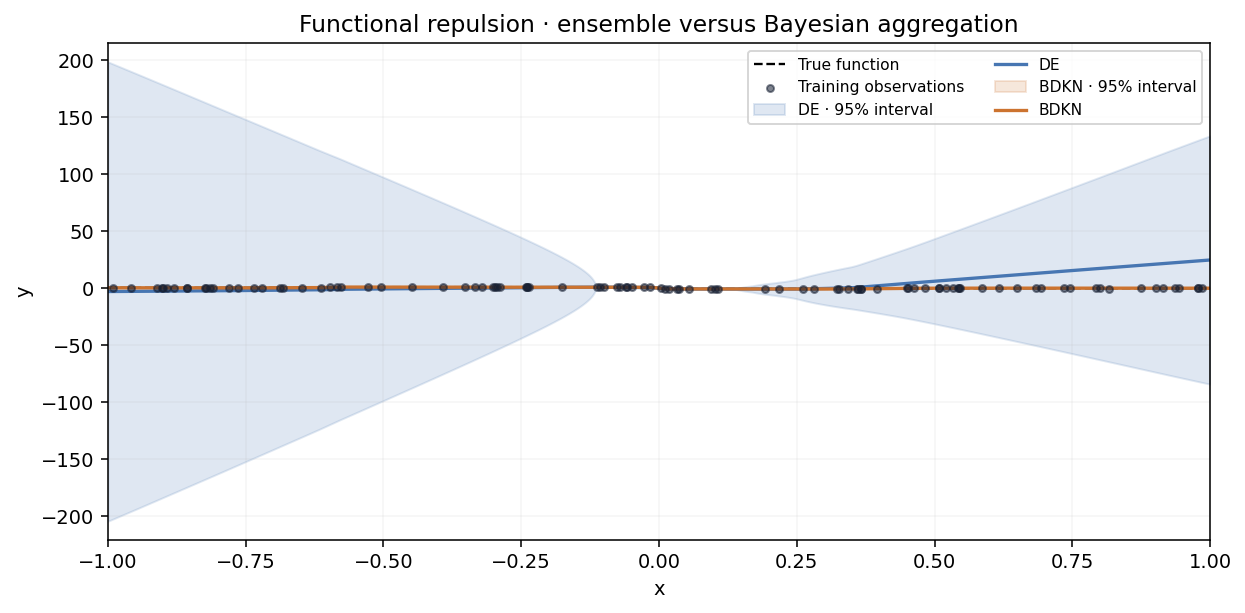 Functional repulsion · ensemble versus Bayesian aggregation
True function
Training observations
DE · 95% interval
DE
BDKN · 95% interval
BDKN
200
150
100
50
0
−50
−100
−150
−200
y
−1.00 −0.75 −0.50 −0.25 0.00 0.25 0.50 0.75 1.00
x